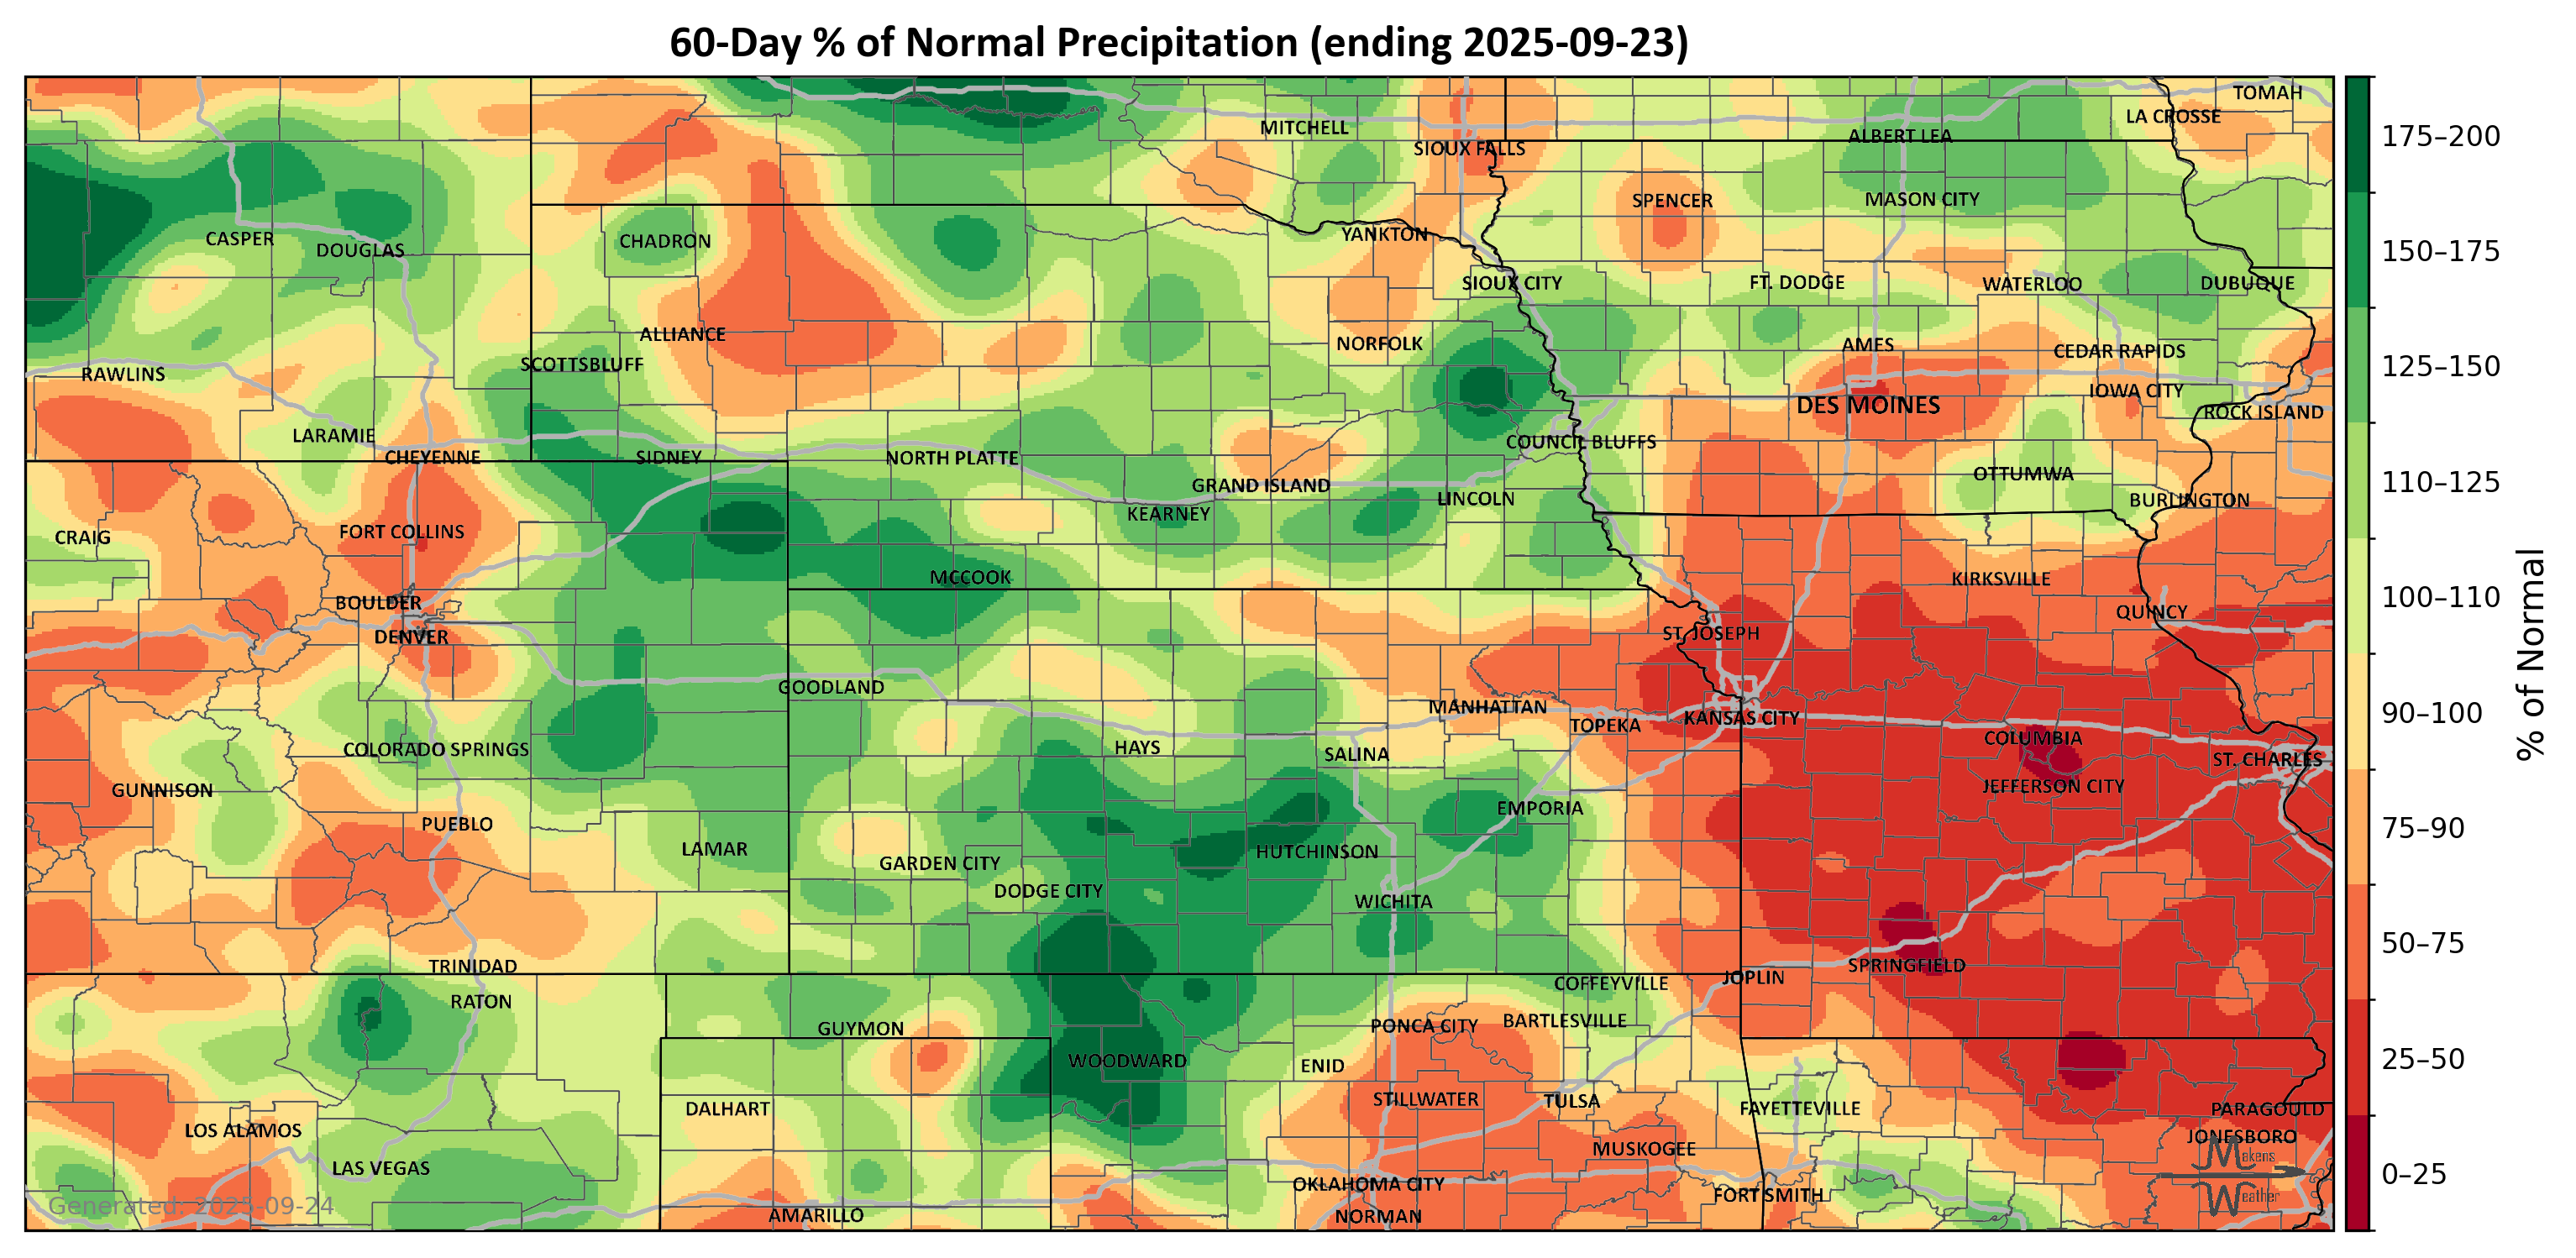 60-Day % of Normal Precipitation (ending 2025-09-23)
TOMAH
LA CROSSE
MITCHELL
ALBERT LEA
SIOUX FALLS
SPENCER
MASON CITY
YANKTON
CASPER
CHADRON
DOUGLAS
SIOUX CITY
FT. DODGE
WATERLOO
DUBUQUE
ALLIANCE
NORFOLK
AMES
CEDAR RAPIDS
SCOTTSBLUFF
RAWLINS
IOWA CITY
DES MOINES
ROCK ISLAND
LARAMIE
COUNCIL BLUFFS
CHEYENNE
SIDNEY
NORTH PLATTE
OTTUMWA
GRAND ISLAND
LINCOLN
BURLINGTON
KEARNEY
CRAIG
FORT COLLINS
MCCOOK
KIRKSVILLE
BOULDER
QUINCY
DENVER
ST. JOSEPH
GOODLAND
MANHATTAN
TOPEKA
KANSAS CITY
COLUMBIA
COLORADO SPRINGS
HAYS
SALINA
ST. CHARLES
GUNNISON
JEFFERSON CITY
EMPORIA
PUEBLO
LAMAR
HUTCHINSON
GARDEN CITY
DODGE CITY
WICHITA
TRINIDAD
SPRINGFIELD
JOPLIN
COFFEYVILLE
RATON
GUYMON
PONCA CITY
BARTLESVILLE
WOODWARD
ENID
STILLWATER
TULSA
DALHART
FAYETTEVILLE
PARAGOULD
LOS ALAMOS
JONESBORO
MUSKOGEE
LAS VEGAS
OKLAHOMA CITY
FORT SMITH
AMARILLO
NORMAN
Generated: 2025-09-24
Makens
Weather
175–200
150–175
125–150
110–125
100–110
90–100
75–90
50–75
25–50
0–25
% of Normal